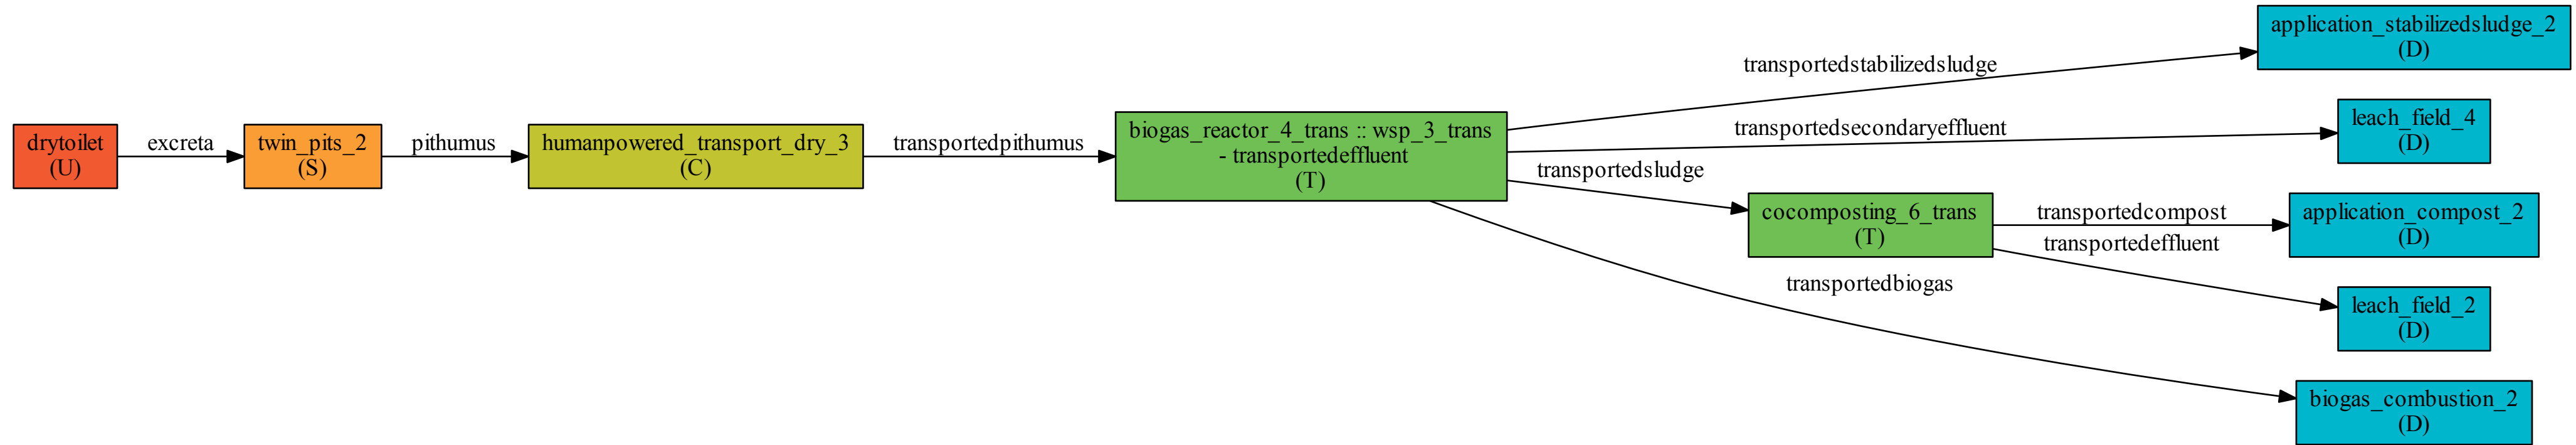 drytoilet
(U)
excreta
twin_pits_2
(S)
pithumus
humanpowered_transport_dry_3
(C)
transportedpithumus
biogas_reactor_4_trans :: wsp_3_trans
- transportedeffluent
(T)
transportedstabilizedsludge
transportedsecondaryeffluent
transportedsludge
transportedbiogas
cocomposting_6_trans
(T)
transportedcompost
transportedeffluent
application_stabilizedsludge_2
(D)
leach_field_4
(D)
application_compost_2
(D)
leach_field_2
(D)
biogas_combustion_2
(D)